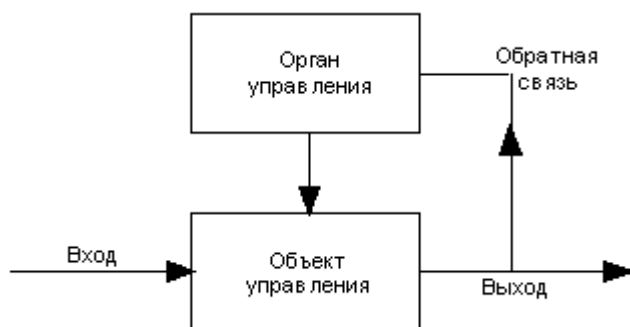 Орган
управления
Обратная
связь
Вход
Объект
управления
Выход